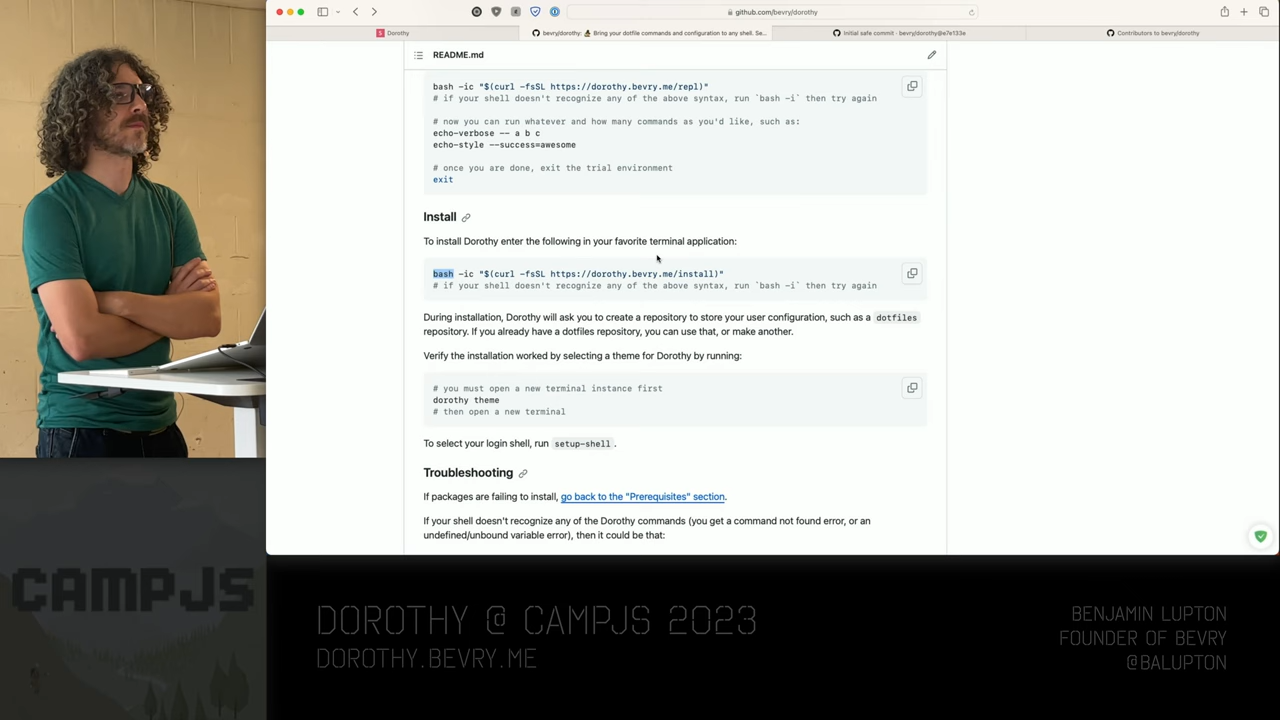 github.com/bevry/dorothy
Dorothy
bevry/dorothy: 🧙 Bring your dotfile commands and configuration to any shell. Se...
Initial safe commit · bevry/dorothy@e7e133e
Contributors to bevry/dorothy
README.md
bash -ic "$(curl -fsSL https://dorothy.bevry.me/repl)"
# if your shell doesn't recognize any of the above syntax, run `bash -i` then try again
# now you can run whatever and how many commands as you'd like, such as:
echo-verbose -- a b c
echo-style --success=awesome
# once you are done, exit the trial environment
exit
Install
To install Dorothy enter the following in your favorite terminal application:
bash -ic "$(curl -fsSL https://dorothy.bevry.me/install)"
# if your shell doesn't recognize any of the above syntax, run `bash -i` then try again
During installation, Dorothy will ask you to create a repository to store your user configuration, such as a dotfiles
repository. If you already have a dotfiles repository, you can use that, or make another.
Verify the installation worked by selecting a theme for Dorothy by running:
# you must open a new terminal instance first
dorothy theme
# then open a new terminal
To select your login shell, run setup-shell.
Troubleshooting
If packages are failing to install, go back to the "Prerequisites" section.
If your shell doesn't recognize any of the Dorothy commands (you get a command not found error, or an
undefined/unbound variable error), then it could be that:
CAMPJS
DOROTHY @ CAMPJS 2023
DOROTHY.BEVRY.ME
BENJAMIN LUPTON
FOUNDER OF BEVRY
@BALUPTON